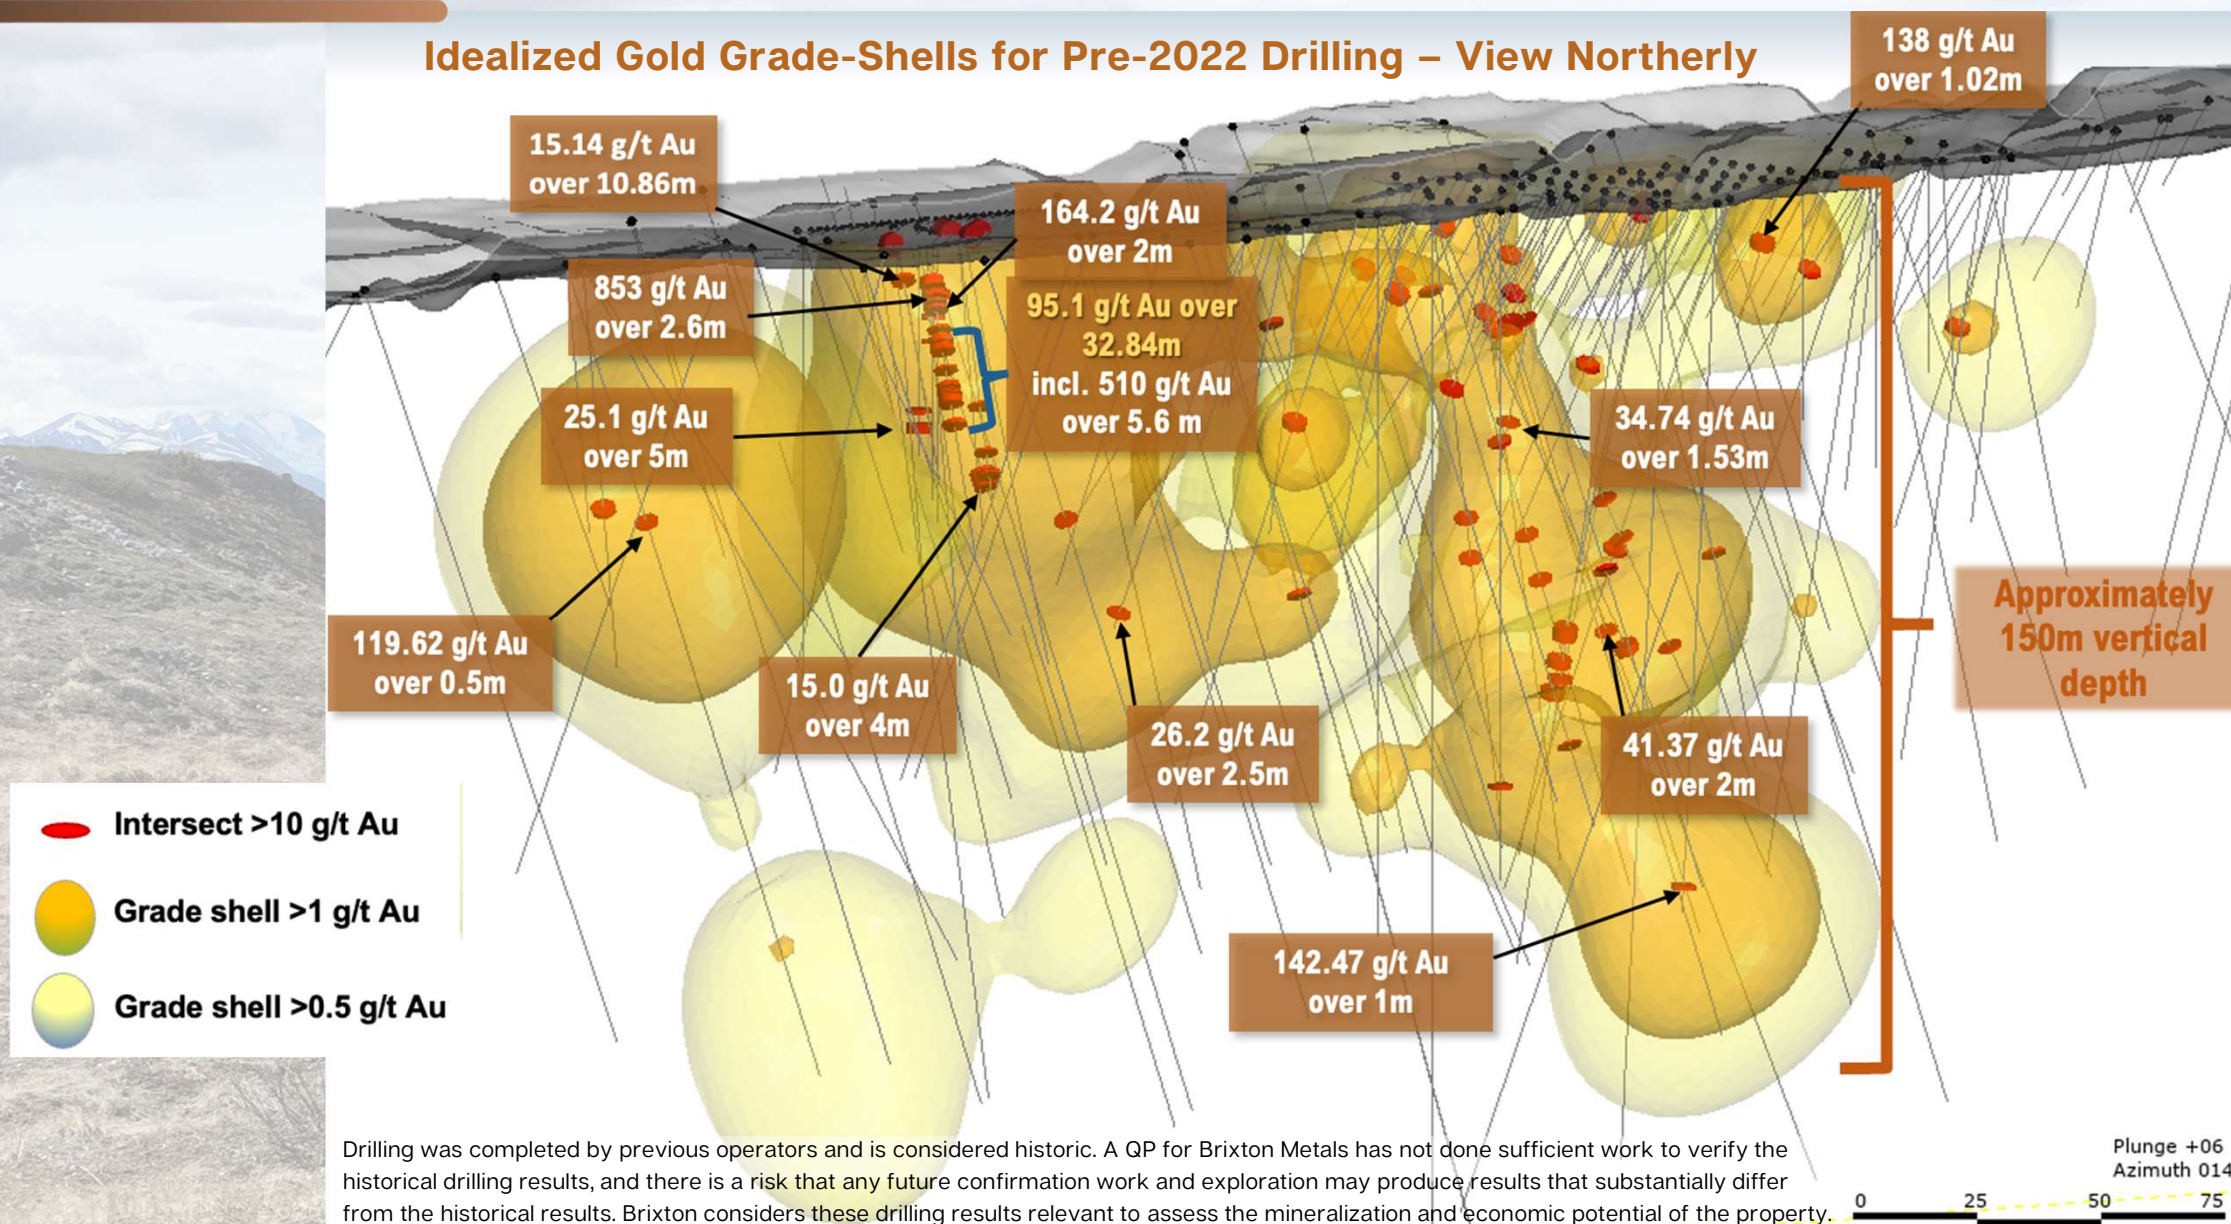 Idealized Gold Grade-Shells for Pre-2022 Drilling – View Northerly
138 g/t Au
over 1.02m
15.14 g/t Au
over 10.86m
164.2 g/t Au
over 2m
853 g/t Au
over 2.6m
95.1 g/t Au over
32.84m
incl. 510 g/t Au
over 5.6 m
25.1 g/t Au
over 5m
34.74 g/t Au
over 1.53m
Approximately
150m vertical
depth
119.62 g/t Au
over 0.5m
15.0 g/t Au
over 4m
26.2 g/t Au
over 2.5m
41.37 g/t Au
over 2m
142.47 g/t Au
over 1m
Intersect >10 g/t Au
Grade shell >1 g/t Au
Grade shell >0.5 g/t Au
Drilling was completed by previous operators and is considered historic. A QP for Brixton Metals has not done sufficient work to verify the
historical drilling results, and there is a risk that any future confirmation work and exploration may produce results that substantially differ
from the historical results. Brixton considers these drilling results relevant to assess the mineralization and economic potential of the property.
Plunge +06
Azimuth 014
0 25 50 75